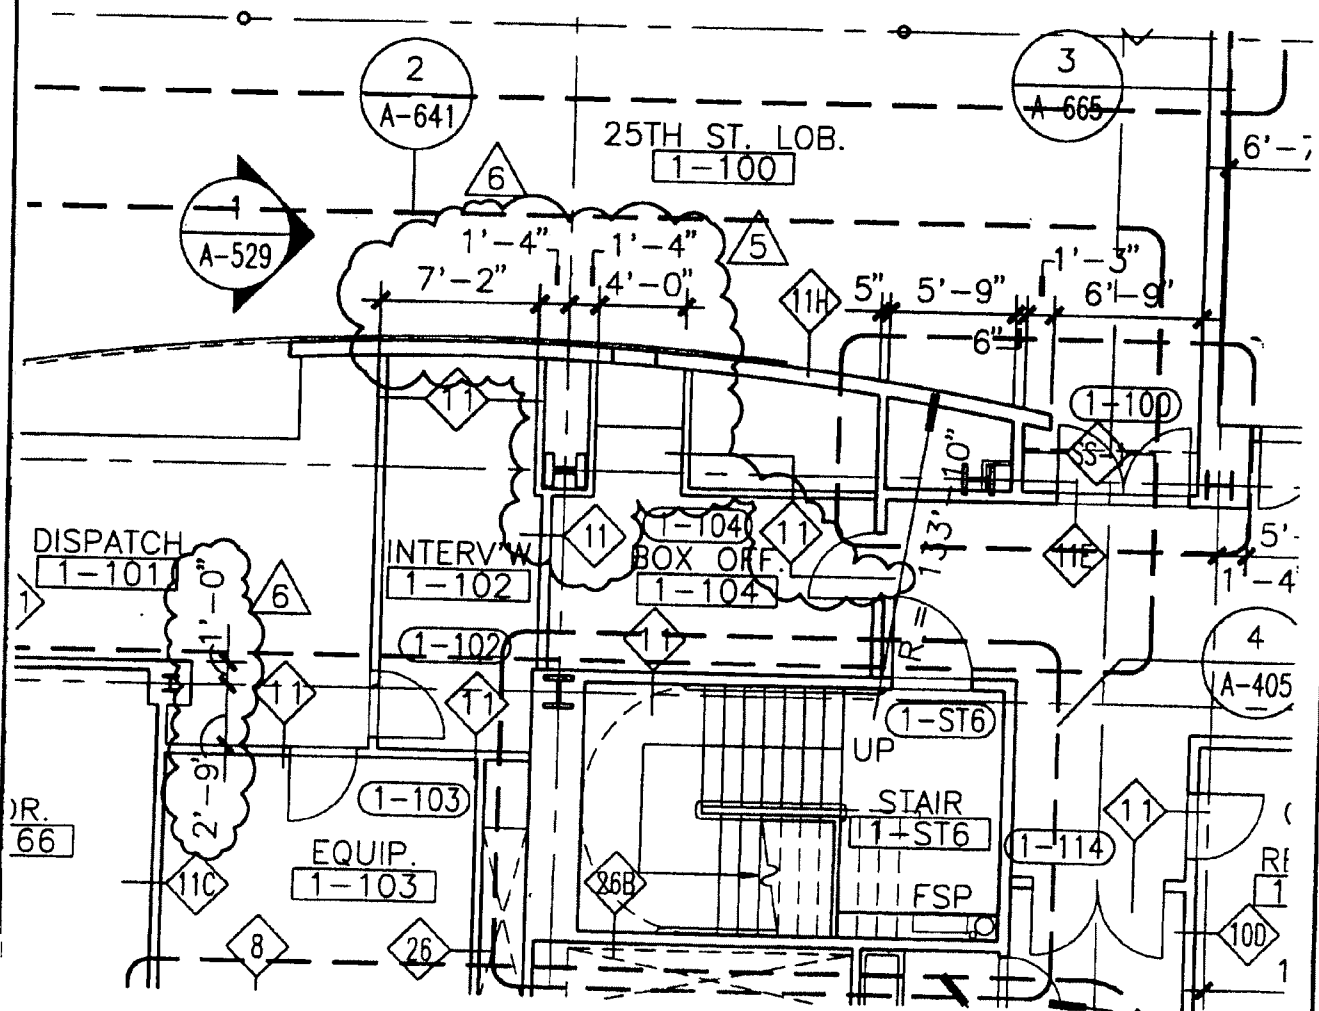 2
A-641
3
A-665
25TH ST. LOB.
1-100
6'-
6
1
A-529
5
1'-4"
1'-4"
7'-2"
4'-0"
11H
5"
5'-9"
1'-3"
6'-9"
6"
11
1-100
SS-1
R = 133'-10"
11
1-104
11
11E
DISPATCH
1-101
INTERV'W
1-102
BOX OFF.
1-104
5'-
1'-4
1'-0"
6
1-102
11
4
A-405
11
11
1-ST6
UP
2'-9"
1-103
STAIR
1-ST6
11
66
EQUIP.
1-103
1-114
11C
26B
FSP
8
26
10D